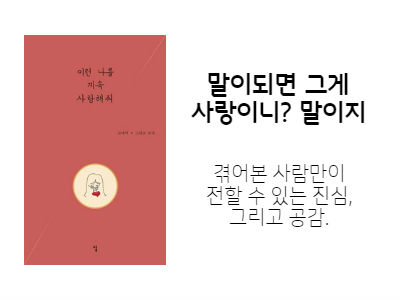 이런 나를
지옥
사랑해줘
말이되면 그게
사랑이니? 말이지
겪어본 사람만이
전할 수 있는 진심,
그리고 공감.